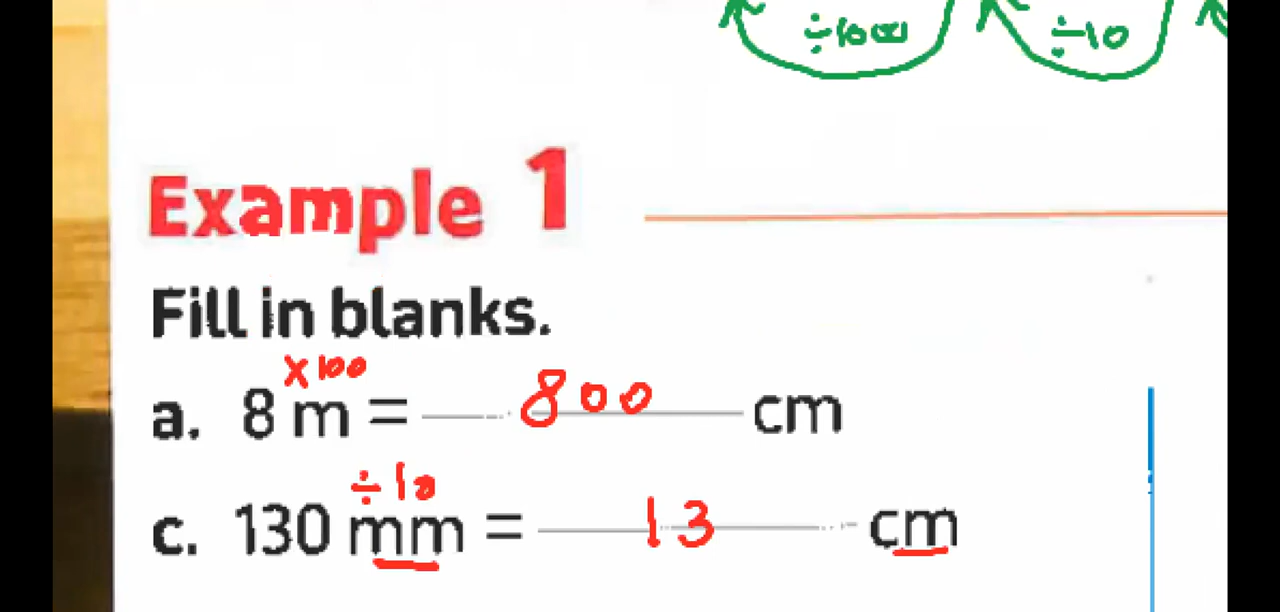 ÷1000 ÷10
Example 1
Fill in blanks.
×100
a. 8 m = 800 cm
÷10
c. 130 mm = 13 cm